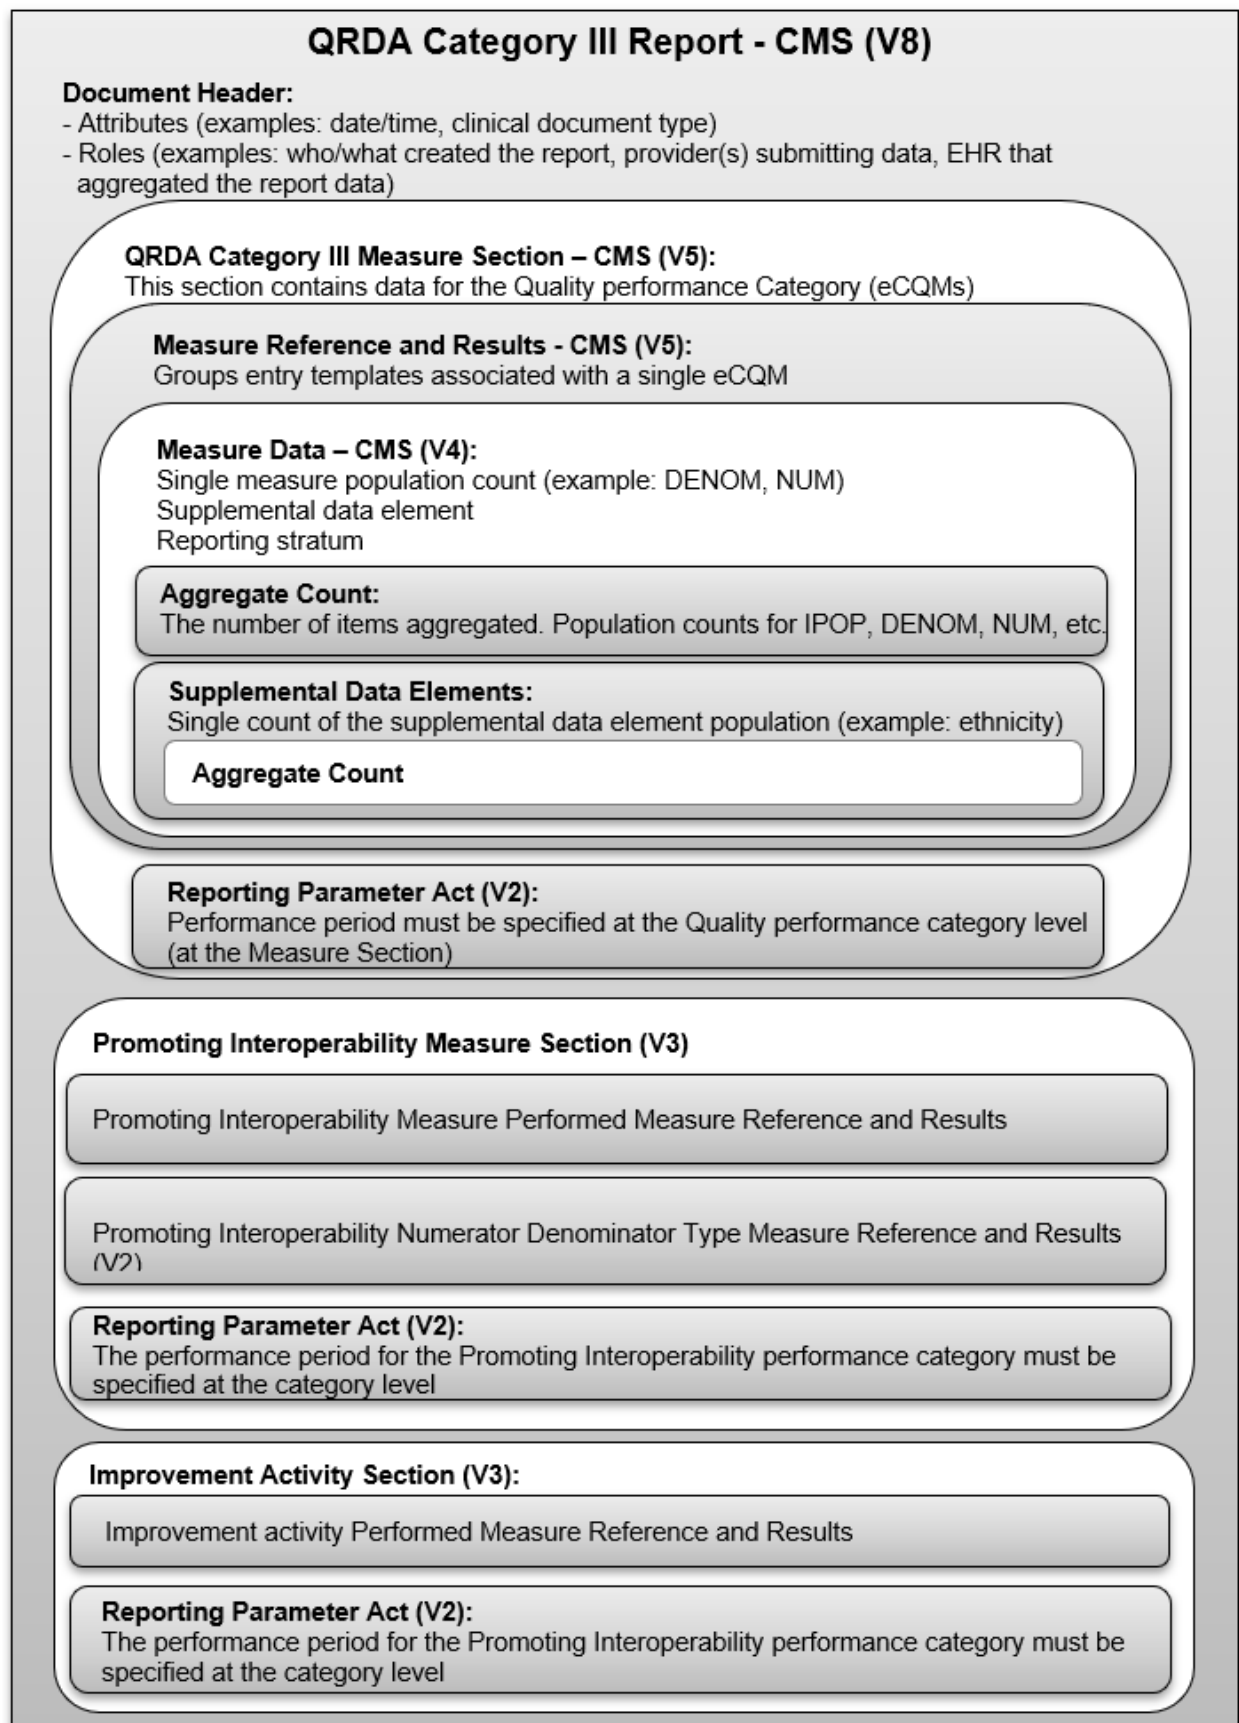 QRDA Category III Report - CMS (V8)
Document Header:
- Attributes (examples: date/time, clinical document type)
- Roles (examples: who/what created the report, provider(s) submitting data, EHR that
aggregated the report data)
QRDA Category III Measure Section – CMS (V5):
This section contains data for the Quality performance Category (eCQMs)
Measure Reference and Results - CMS (V5):
Groups entry templates associated with a single eCQM
Measure Data – CMS (V4):
Single measure population count (example: DENOM, NUM)
Supplemental data element
Reporting stratum
Aggregate Count:
The number of items aggregated. Population counts for IPOP, DENOM, NUM, etc.
Supplemental Data Elements:
Single count of the supplemental data element population (example: ethnicity)
Aggregate Count
Reporting Parameter Act (V2):
Performance period must be specified at the Quality performance category level
(at the Measure Section)
Promoting Interoperability Measure Section (V3)
Promoting Interoperability Measure Performed Measure Reference and Results
Promoting Interoperability Numerator Denominator Type Measure Reference and Results
(V2)
Reporting Parameter Act (V2):
The performance period for the Promoting Interoperability performance category must be
specified at the category level
Improvement Activity Section (V3):
Improvement activity Performed Measure Reference and Results
Reporting Parameter Act (V2):
The performance period for the Promoting Interoperability performance category must be
specified at the category level